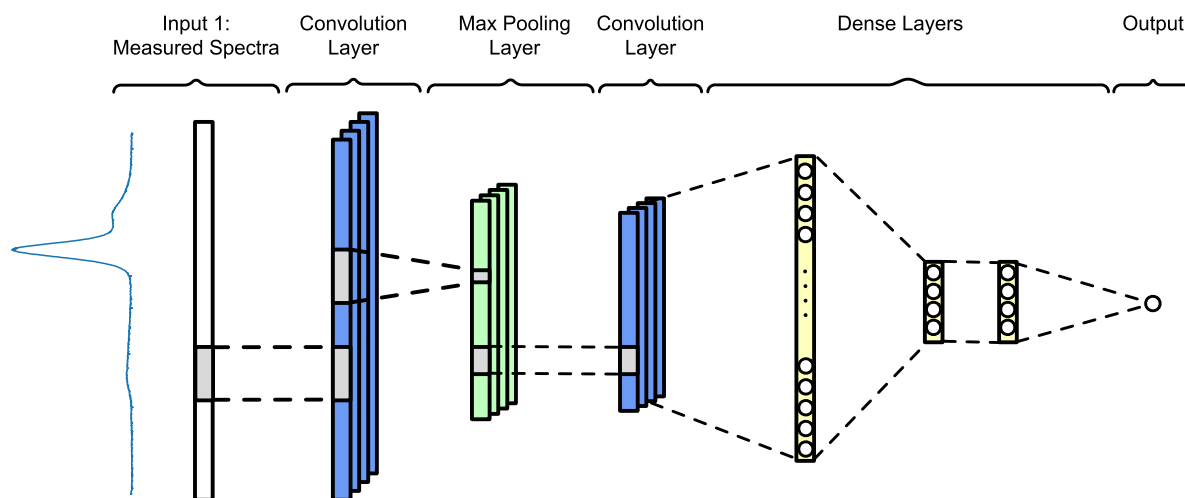 Input 1:
Measured Spectra
Convolution
Layer
Max Pooling
Layer
Convolution
Layer
Dense Layers
Output